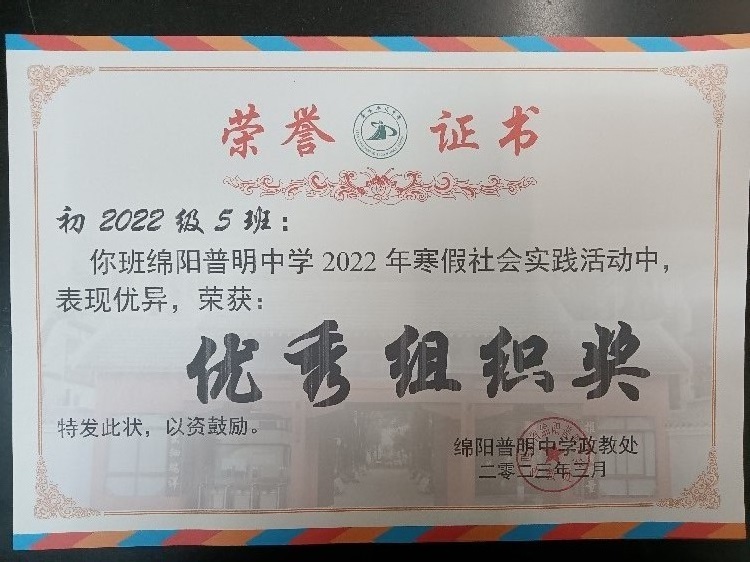 荣誉证书
初2022级5班：
你班绵阳普明中学2022年寒假社会实践活动中，
表现优异，荣获：
优秀组织奖
特发此状，以资鼓励。
绵阳普明中学政教处
二零二三年三月